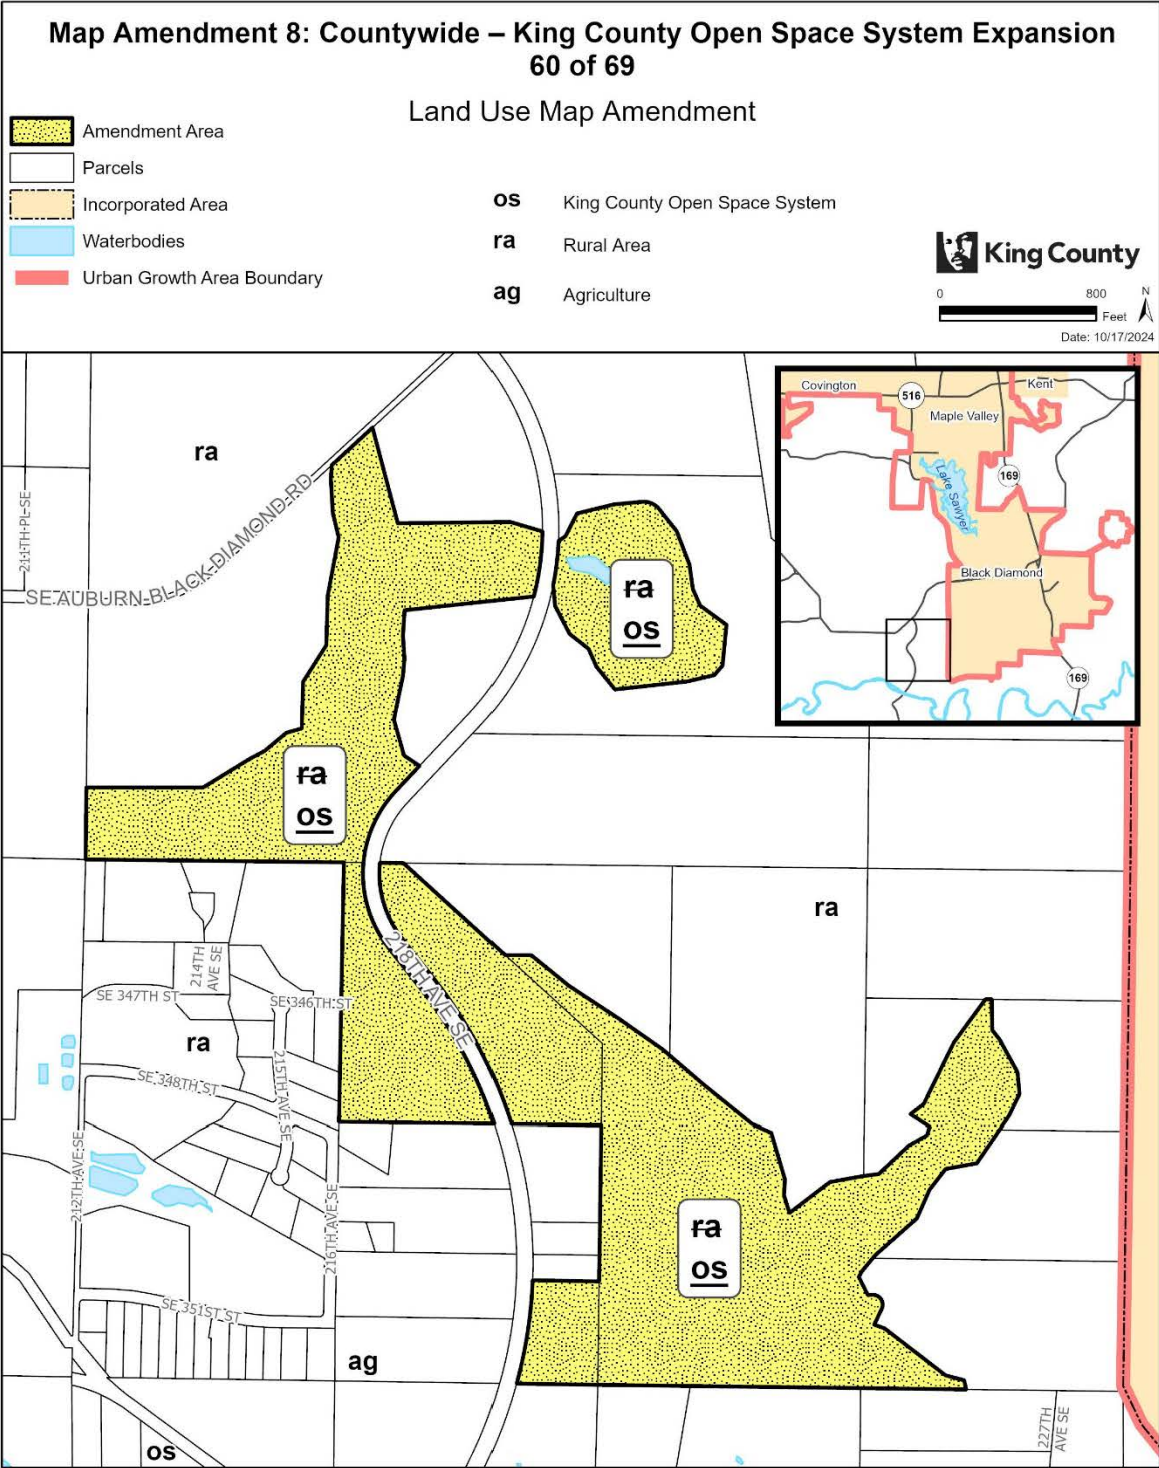 Map Amendment 8: Countywide – King County Open Space System Expansion
60 of 69
Land Use Map Amendment
Amendment Area
Parcels
Incorporated Area
Waterbodies
Urban Growth Area Boundary
os King County Open Space System
ra Rural Area
ag Agriculture
King County
0 800
Feet
N
Date: 10/17/2024
Covington
Kent
516
Maple Valley
169
Lake Sawyer
Black Diamond
169
ra
211TH PL SE
SE AUBURN-BLACK-DIAMOND-RD
ra
os
ra
os
ra
218TH AVE SE
214TH
AVE SE
SE 347TH ST
SE 346TH ST
ra
SE 348TH ST
215TH AVE SE
212TH AVE SE
216TH AVE SE
ra
os
SE 351ST ST
ag
227TH
AVE SE
os